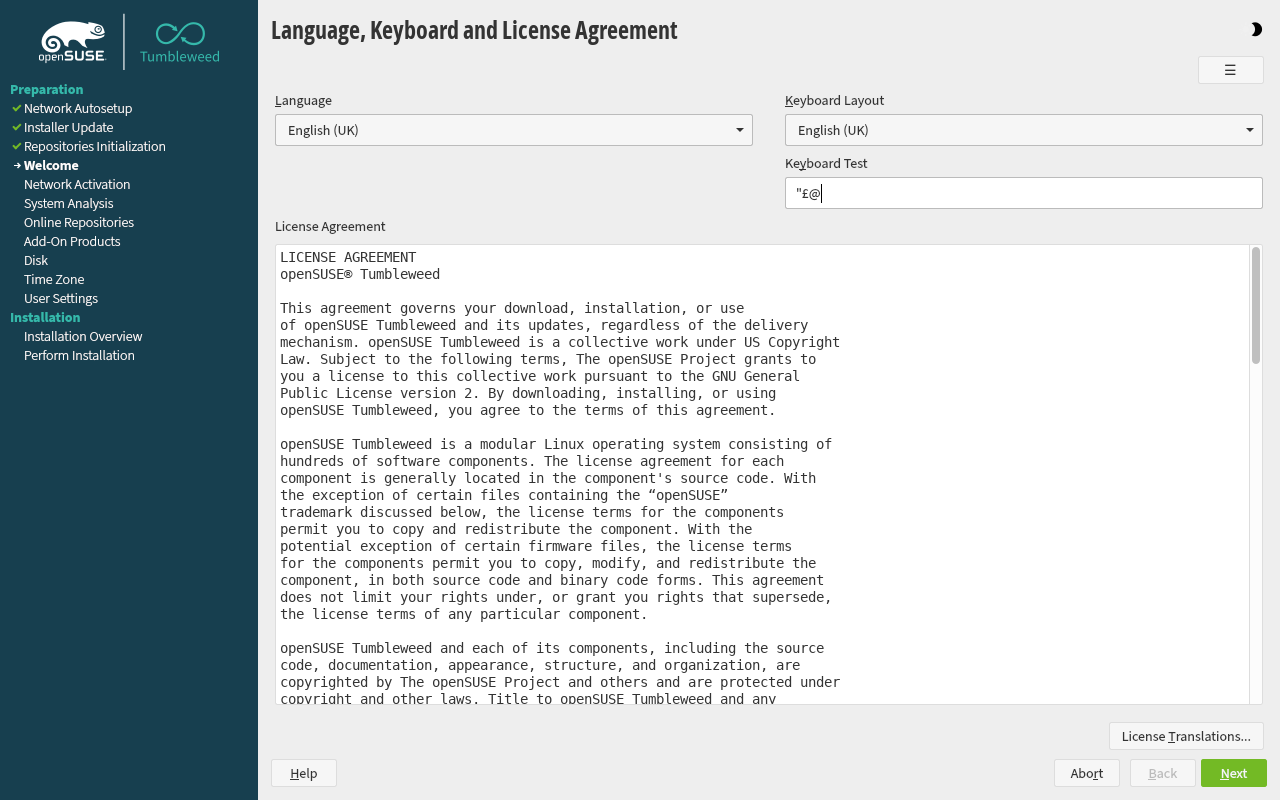 openSUSE
Tumbleweed
Preparation
Network Autosetup
Installer Update
Repositories Initialization
Welcome
Network Activation
System Analysis
Online Repositories
Add-On Products
Disk
Time Zone
User Settings
Installation
Installation Overview
Perform Installation
Language, Keyboard and License Agreement
Language
Keyboard Layout
English (UK)
English (UK)
Keyboard Test
"£@
License Agreement
LICENSE AGREEMENT
openSUSE® Tumbleweed
This agreement governs your download, installation, or use
of openSUSE Tumbleweed and its updates, regardless of the delivery
mechanism. openSUSE Tumbleweed is a collective work under US Copyright
Law. Subject to the following terms, The openSUSE Project grants to
you a license to this collective work pursuant to the GNU General
Public License version 2. By downloading, installing, or using
openSUSE Tumbleweed, you agree to the terms of this agreement.
openSUSE Tumbleweed is a modular Linux operating system consisting of
hundreds of software components. The license agreement for each
component is generally located in the component's source code. With
the exception of certain files containing the “openSUSE”
trademark discussed below, the license terms for the components
permit you to copy and redistribute the component. With the
potential exception of certain firmware files, the license terms
for the components permit you to copy, modify, and redistribute the
component, in both source code and binary code forms. This agreement
does not limit your rights under, or grant you rights that supersede,
the license terms of any particular component.
openSUSE Tumbleweed and each of its components, including the source
code, documentation, appearance, structure, and organization, are
copyrighted by The openSUSE Project and others and are protected under
copyright and other laws. Title to openSUSE Tumbleweed and any
License Translations...
Help
Abort
Back
Next